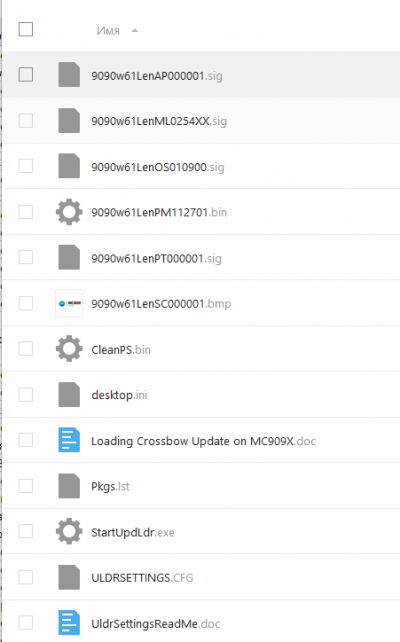 Имя
9090w61LenAP000001.sig
9090w61LenML0254XX.sig
9090w61LenOS010900.sig
9090w61LenPM112701.bin
9090w61LenPT000001.sig
9090w61LenSC000001.bmp
CleanPS.bin
desktop.ini
Loading Crossbow Update on MC909X.doc
Pkgs.lst
StartUpdLdr.exe
ULDRSETTINGS.CFG
UldrSettingsReadMe.doc